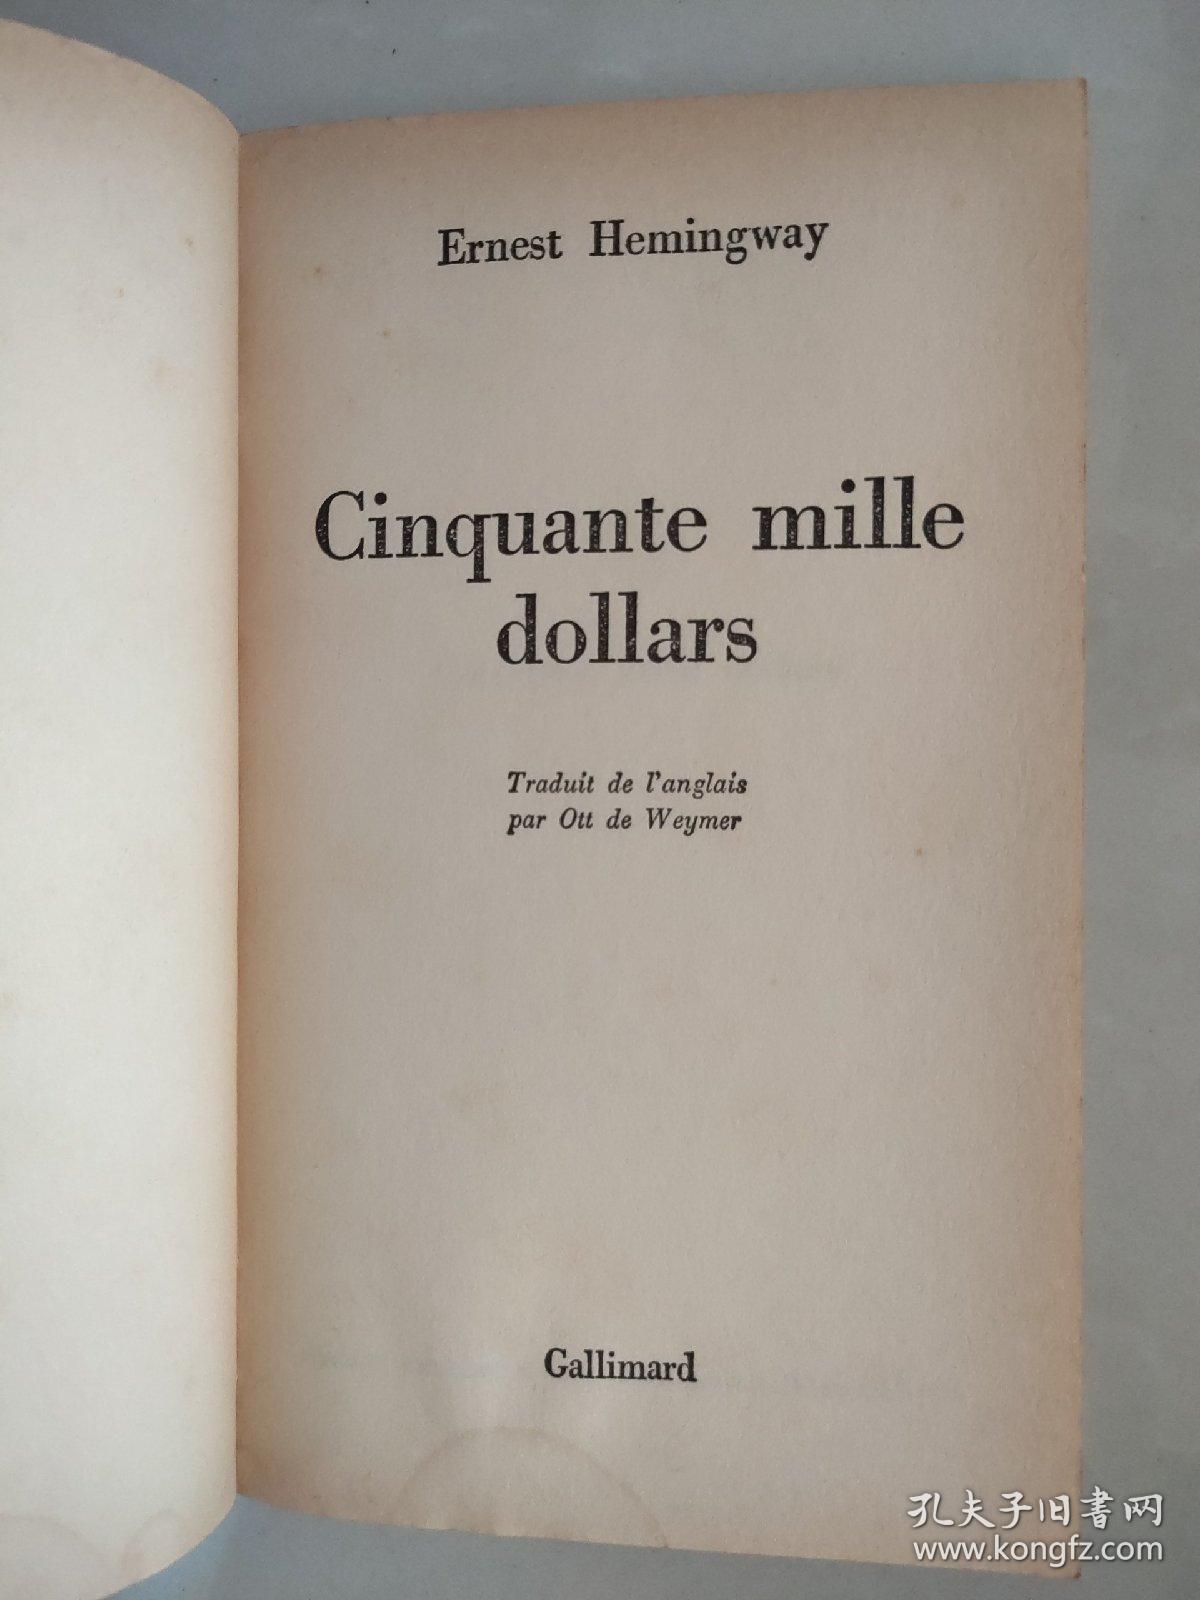 Ernest Hemingway
Cinquante mille
dollars
Traduit de l'anglais
par Ott de Weymer
Gallimard
孔夫子旧书网
www.kongfz.com